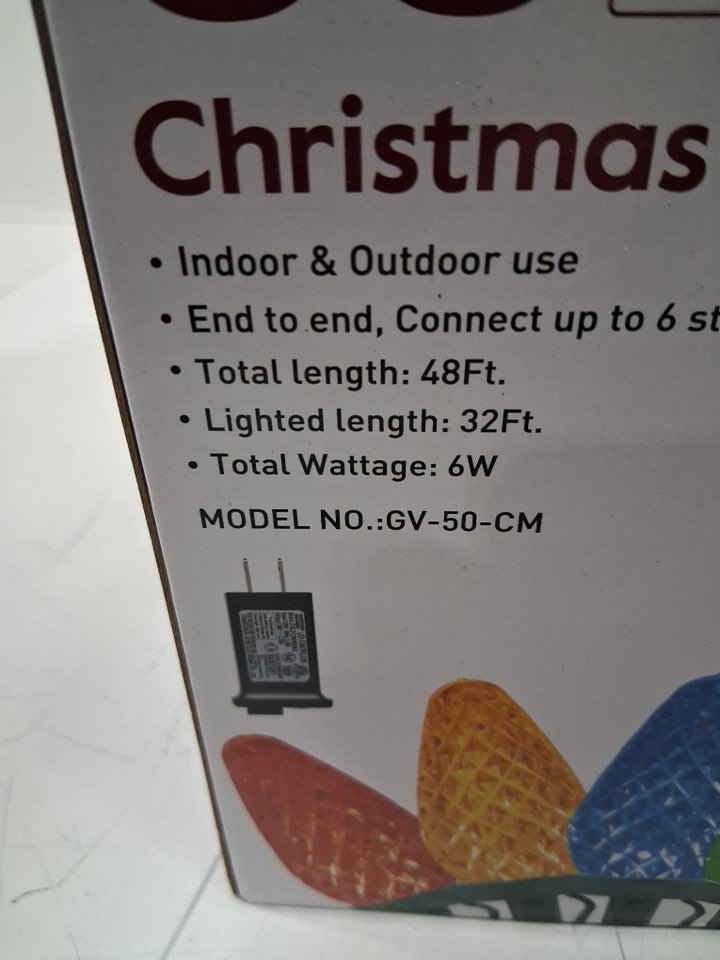 Christmas
• Indoor & Outdoor use
• End to end, Connect up to 6 st
• Total length: 48Ft.
• Lighted length: 32Ft.
• Total Wattage: 6W
MODEL NO.:GV-50-CM